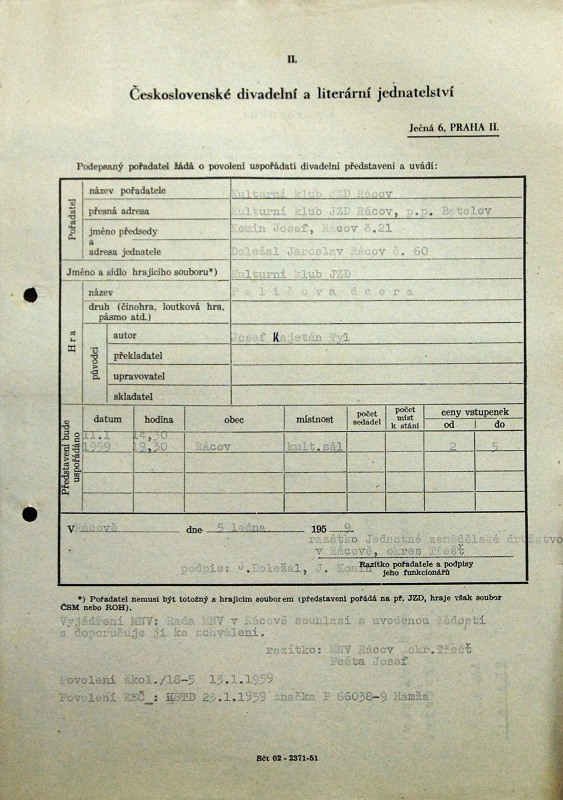 II.
Československé divadelní a literární jednatelství
Ječná 6, PRAHA II.
Podepsaný pořadatel žádá o povolení uspořádati divadelní představení a uvádí:
Pořadatel
název pořadatele Kulturní klub JZD Rácov
přesná adresa Kulturní klub JZD Rácov, p.p. Batelov
jméno předsedy Komín Josef, Rácov č.21
a
adresa jednatele Doležal Jaroslav Rácov č. 60
Jméno a sídlo hrajícího souboru*) Kulturní klub JZD
Hra
název Paličova dcera
druh (činohra, loutková hra,
pásmo atd.)
původci
autor Josef Kajetán Tyl
překladatel
upravovatel
skladatel
Představení bude
uspořádáno
datum hodina obec místnost počet sedadel počet míst k stání ceny vstupenek
od do
11.1 14,30
1959 19,30 Rácov kult.sál 2 5
V Rácově dne 5 ledna 195 9
razátko Jednotné zemědělské družstvo
v Rácově, okres Třešť
podpis: J.Doležal, J. Komín
Razítko pořadatele a podpisy
jeho funkcionářů
*) Pořadatel nemusí být totožný s hrajícím souborem (představení pořádá na př. JZD, hraje však soubor
ČSM nebo ROH).
Vyjádření MNV: Rada MNV v Rácově souhlasí s uvedenou žádostí
a doporučuje ji ke schválení.
razítko: MNV Rácov okr.Třešť
Pešta Josef
Povolení škol./18-5 13.1.1959
Povolení 23.1.1959 značka P 66038-9 Hamža
Sčt 02 - 2371-51